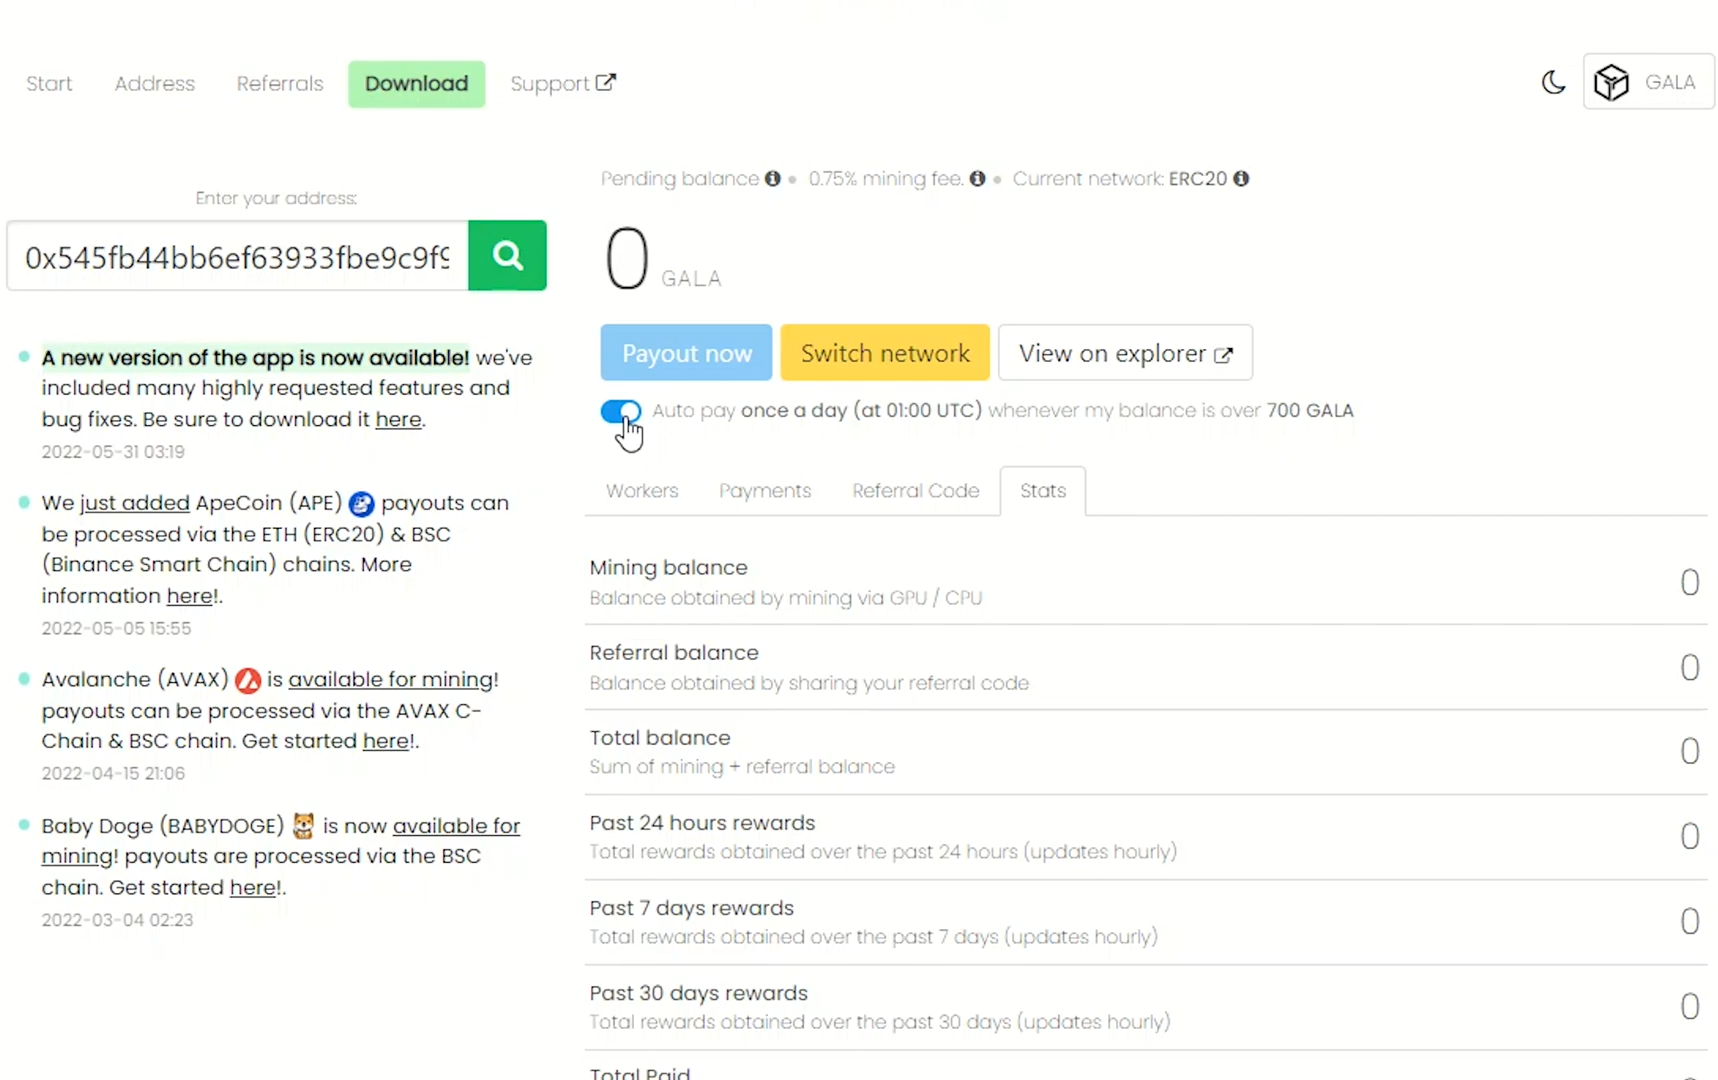 Start Address Referrals Download Support GALA
Enter your address:
0x545fb44bb6ef63933fbe9c9f9
A new version of the app is now available! we've
included many highly requested features and
bug fixes. Be sure to download it here.
2022-05-31 03:19
We just added ApeCoin (APE) payouts can
be processed via the ETH (ERC20) & BSC
(Binance Smart Chain) chains. More
information here!.
2022-05-05 15:55
Avalanche (AVAX) is available for mining!
payouts can be processed via the AVAX C-
Chain & BSC chain. Get started here!.
2022-04-15 21:06
Baby Doge (BABYDOGE) is now available for
mining! payouts are processed via the BSC
chain. Get started here!.
2022-03-04 02:23
Pending balance • 0.75% mining fee. • Current network: ERC20
0 GALA
Payout now Switch network View on explorer
Auto pay once a day (at 01:00 UTC) whenever my balance is over 700 GALA
Workers Payments Referral Code Stats
Mining balance 0
Balance obtained by mining via GPU / CPU
Referral balance 0
Balance obtained by sharing your referral code
Total balance 0
Sum of mining + referral balance
Past 24 hours rewards 0
Total rewards obtained over the past 24 hours (updates hourly)
Past 7 days rewards 0
Total rewards obtained over the past 7 days (updates hourly)
Past 30 days rewards 0
Total rewards obtained over the past 30 days (updates hourly)
Total Paid